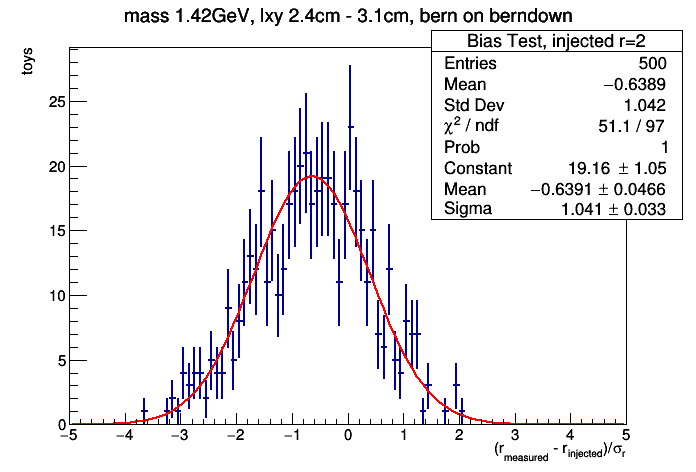 mass 1.42GeV, lxy 2.4cm - 3.1cm, bern on berndown
Bias Test, injected r=2
Entries 500
Mean −0.6389
Std Dev 1.042
χ² / ndf 51.1 / 97
Prob 1
Constant 19.16 ± 1.05
Mean −0.6391 ± 0.0466
Sigma 1.041 ± 0.033
toys
25
20
15
10
5
0
−5 −4 −3 −2 −1 0 1 2 3 4 5
(r_measured - r_injected)/σ_r